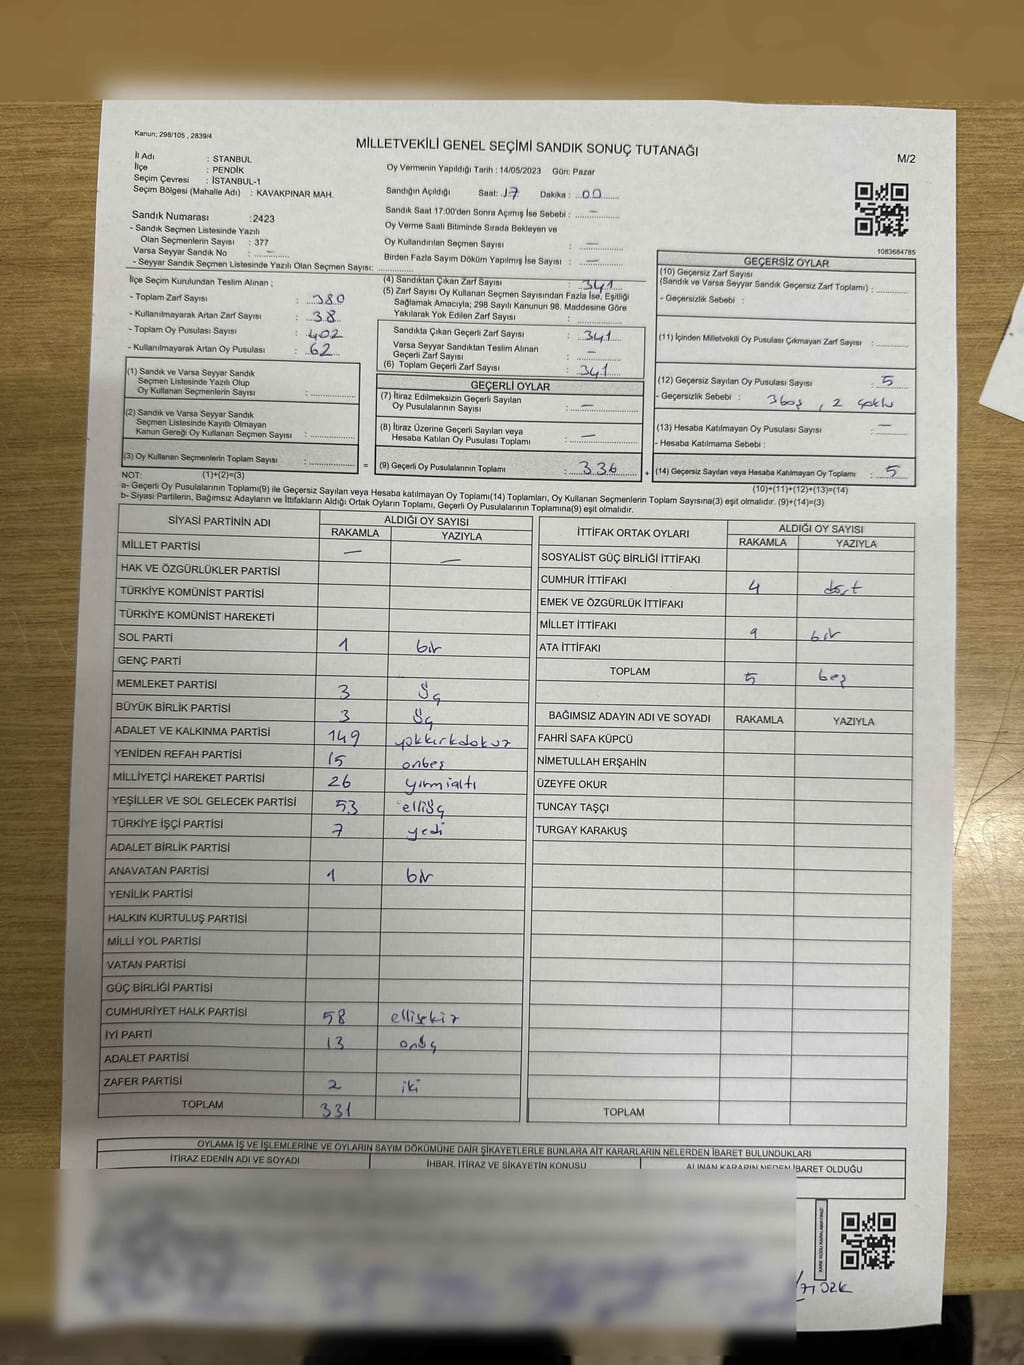 Kanun; 298/105 , 2839/4
MİLLETVEKİLİ GENEL SEÇİMİ SANDIK SONUÇ TUTANAĞI
M/2
İl Adı : STANBUL
İlçe : PENDİK
Seçim Çevresi : İSTANBUL-1
Seçim Bölgesi (Mahalle Adı) : KAVAKPINAR MAH.
Sandık Numarası :2423
- Sandık Seçmen Listesinde Yazılı
Olan Seçmenlerin Sayısı : 377
Varsa Seyyar Sandık No : —
- Seyyar Sandık Seçmen Listesinde Yazılı Olan Seçmen Sayısı:
İlçe Seçim Kurulundan Teslim Alınan ;
- Toplam Zarf Sayısı : 380
- Kullanılmayarak Artan Zarf Sayısı : 38
- Toplam Oy Pusulası Sayısı : 402
- Kullanılmayarak Artan Oy Pusulası : 62
(1) Sandık ve Varsa Seyyar Sandık
Seçmen Listesinde Yazılı Olup
Oy Kullanan Seçmenlerin Sayısı :
(2) Sandık ve Varsa Seyyar Sandık
Seçmen Listesinde Kayıtlı Olmayan
Kanun Gereği Oy Kullanan Seçmen Sayısı :
(3) Oy Kullanan Seçmenlerin Toplam Sayısı :
Oy Vermenin Yapıldığı Tarih : 14/05/2023 Gün: Pazar
Sandığın Açıldığı Saat: 17 Dakika : 00
Sandık Saat 17:00'den Sonra Açımış İse Sebebi : —
Oy Verme Saati Bitiminde Sırada Bekleyen ve
Oy Kullandırılan Seçmen Sayısı : —
Birden Fazla Sayım Döküm Yapılmış İse Sayısı : —
(4) Sandıktan Çıkan Zarf Sayısı : 341
(5) Zarf Sayısı Oy Kullanan Seçmen Sayısından Fazla İse, Eşitliği
Sağlamak Amacıyla; 298 Sayılı Kanunun 98. Maddesine Göre
Yakılarak Yok Edilen Zarf Sayısı :
Sandıkta Çıkan Geçerli Zarf Sayısı : 341
Varsa Seyyar Sandıktan Teslim Alınan
Geçerli Zarf Sayısı : —
(6) Toplam Geçerli Zarf Sayısı : 341
GEÇERLİ OYLAR
(7) İtiraz Edilmeksizin Geçerli Sayılan
Oy Pusulalarının Sayısı : —
(8) İtiraz Üzerine Geçerli Sayılan veya
Hesaba Katılan Oy Pusulası Toplamı : —
= (9) Geçerli Oy Pusulalarının Toplamı : 336 +
1083684785
GEÇERSİZ OYLAR
(10) Geçersiz Zarf Sayısı
(Sandık ve Varsa Seyyar Sandık Geçersiz Zarf Toplamı) :
- Geçersizlik Sebebi :
(11) İçinden Milletvekili Oy Pusulası Çıkmayan Zarf Sayısı :
(12) Geçersiz Sayılan Oy Pusulası Sayısı : 5
- Geçersizlik Sebebi : 3 boş , 2 çoklu
(13) Hesaba Katılmayan Oy Pusulası Sayısı : —
- Hesaba Katılmama Sebebi :
(14) Geçersiz Sayılan veya Hesaba Katılmayan Oy Toplamı : 5
NOT: (1)+(2)=(3)
(10)+(11)+(12)+(13)=(14)
a- Geçerli Oy Pusulalarının Toplamı(9) ile Geçersiz Sayılan veya Hesaba katılmayan Oy Toplamı(14) Toplamları, Oy Kullanan Seçmenlerin Toplam Sayısına(3) eşit olmalıdır. (9)+(14)=(3)
b- Siyasi Partilerin, Bağımsız Adayların ve İttifakların Aldığı Ortak Oyların Toplamı, Geçerli Oy Pusulalarının Toplamına(9) eşit olmalıdır.
SİYASİ PARTİNİN ADI ALDIĞI OY SAYISI
RAKAMLA YAZIYLA
MİLLET PARTİSİ — —
HAK VE ÖZGÜRLÜKLER PARTİSİ
TÜRKİYE KOMÜNİST PARTİSİ
TÜRKİYE KOMÜNİST HAREKETİ
SOL PARTİ 1 bir
GENÇ PARTİ
MEMLEKET PARTİSİ 3 üç
BÜYÜK BİRLİK PARTİSİ 3 üç
ADALET VE KALKINMA PARTİSİ 149 yükkırkdokuz
YENİDEN REFAH PARTİSİ 15 onbeş
MİLLİYETÇİ HAREKET PARTİSİ 26 yirmialtı
YEŞİLLER VE SOL GELECEK PARTİSİ 53 elliüç
TÜRKİYE İŞÇİ PARTİSİ 7 yedi
ADALET BİRLİK PARTİSİ
ANAVATAN PARTİSİ 1 bir
YENİLİK PARTİSİ
HALKIN KURTULUŞ PARTİSİ
MİLLİ YOL PARTİSİ
VATAN PARTİSİ
GÜÇ BİRLİĞİ PARTİSİ
CUMHURİYET HALK PARTİSİ 58 ellisekiz
İYİ PARTİ 13 onüç
ADALET PARTİSİ
ZAFER PARTİSİ 2 iki
TOPLAM 331
İTTİFAK ORTAK OYLARI ALDIĞI OY SAYISI
RAKAMLA YAZIYLA
SOSYALİST GÜÇ BİRLİĞİ İTTİFAKI
CUMHUR İTTİFAKI 4 dört
EMEK VE ÖZGÜRLÜK İTTİFAKI
MİLLET İTTİFAKI 1 bir
ATA İTTİFAKI
TOPLAM 5 beş
BAĞIMSIZ ADAYIN ADI VE SOYADI RAKAMLA YAZIYLA
FAHRİ SAFA KÜPCÜ
NİMETULLAH ERŞAHİN
ÜZEYFE OKUR
TUNCAY TAŞÇI
TURGAY KARAKUŞ
TOPLAM
OYLAMA İŞ VE İŞLEMLERİNE VE OYLARIN SAYIM DÖKÜMÜNE DAİR ŞİKAYETLERLE BUNLARA AİT KARARLARIN NELERDEN İBARET BULUNDUKLARI
İTİRAZ EDENİN ADI VE SOYADI İHBAR, İTİRAZ VE ŞİKAYETİN KONUSU ALINAN KARARIN NEDEN İBARET OLDUĞU